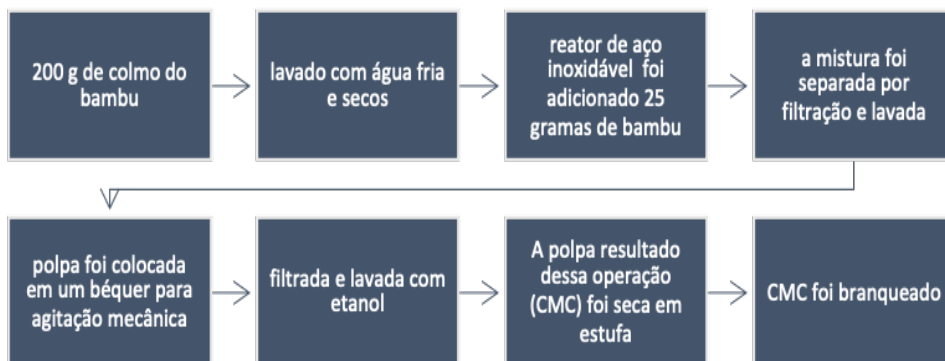 200 g de colmo do
bambu
lavado com água fria
e secos
reator de aço
inoxidável foi
adicionado 25
gramas de bambu
a mistura foi
separada por
filtração e lavada
polpa foi colocada
em um béquer para
agitação mecânica
filtrada e lavada com
etanol
A polpa resultado
dessa operação
(CMC) foi seca em
estufa
CMC foi branqueado